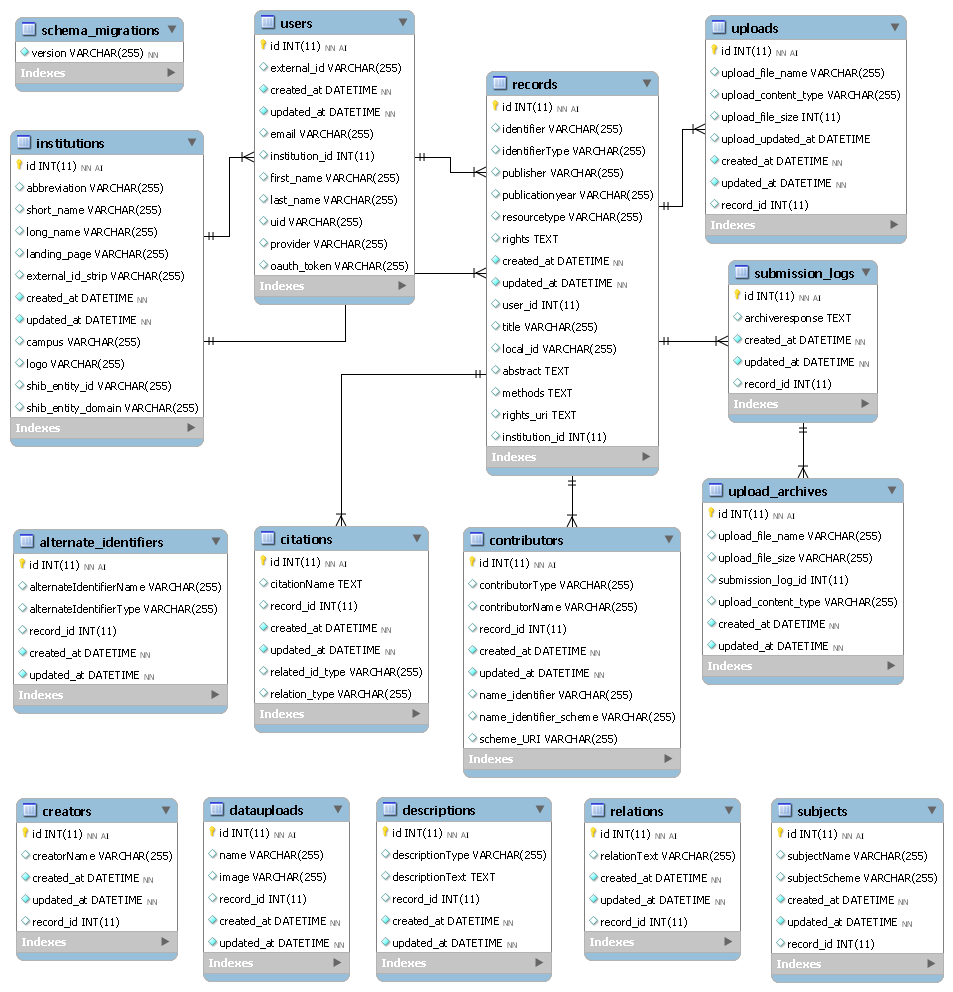 schema_migrations
version VARCHAR(255) NN
Indexes
users
id INT(11) NN AI
external_id VARCHAR(255)
created_at DATETIME NN
updated_at DATETIME NN
email VARCHAR(255)
institution_id INT(11)
first_name VARCHAR(255)
last_name VARCHAR(255)
uid VARCHAR(255)
provider VARCHAR(255)
oauth_token VARCHAR(255)
Indexes
records
id INT(11) NN AI
identifier VARCHAR(255)
identifierType VARCHAR(255)
publisher VARCHAR(255)
publicationyear VARCHAR(255)
resourcetype VARCHAR(255)
rights TEXT
created_at DATETIME NN
updated_at DATETIME NN
user_id INT(11)
title VARCHAR(255)
local_id VARCHAR(255)
abstract TEXT
methods TEXT
rights_uri TEXT
institution_id INT(11)
Indexes
uploads
id INT(11) NN AI
upload_file_name VARCHAR(255)
upload_content_type VARCHAR(255)
upload_file_size INT(11)
upload_updated_at DATETIME
created_at DATETIME NN
updated_at DATETIME NN
record_id INT(11)
Indexes
institutions
id INT(11) NN AI
abbreviation VARCHAR(255)
short_name VARCHAR(255)
long_name VARCHAR(255)
landing_page VARCHAR(255)
external_id_strip VARCHAR(255)
created_at DATETIME NN
updated_at DATETIME NN
campus VARCHAR(255)
logo VARCHAR(255)
shib_entity_id VARCHAR(255)
shib_entity_domain VARCHAR(255)
Indexes
submission_logs
id INT(11) NN AI
archiveresponse TEXT
created_at DATETIME NN
updated_at DATETIME NN
record_id INT(11)
Indexes
upload_archives
id INT(11) NN AI
upload_file_name VARCHAR(255)
upload_file_size VARCHAR(255)
submission_log_id INT(11)
upload_content_type VARCHAR(255)
created_at DATETIME NN
updated_at DATETIME NN
Indexes
alternate_identifiers
id INT(11) NN AI
alternateIdentifierName VARCHAR(255)
alternateIdentifierType VARCHAR(255)
record_id INT(11)
created_at DATETIME NN
updated_at DATETIME NN
Indexes
citations
id INT(11) NN AI
citationName TEXT
record_id INT(11)
created_at DATETIME NN
updated_at DATETIME NN
related_id_type VARCHAR(255)
relation_type VARCHAR(255)
Indexes
contributors
id INT(11) NN AI
contributorType VARCHAR(255)
contributorName VARCHAR(255)
record_id INT(11)
created_at DATETIME NN
updated_at DATETIME NN
name_identifier VARCHAR(255)
name_identifier_scheme VARCHAR(255)
scheme_URI VARCHAR(255)
Indexes
creators
id INT(11) NN AI
creatorName VARCHAR(255)
created_at DATETIME NN
updated_at DATETIME NN
record_id INT(11)
Indexes
datauploads
id INT(11) NN AI
name VARCHAR(255)
image VARCHAR(255)
record_id INT(11)
created_at DATETIME NN
updated_at DATETIME NN
Indexes
descriptions
id INT(11) NN AI
descriptionType VARCHAR(255)
descriptionText TEXT
record_id INT(11)
created_at DATETIME NN
updated_at DATETIME NN
Indexes
relations
id INT(11) NN AI
relationText VARCHAR(255)
created_at DATETIME NN
updated_at DATETIME NN
record_id INT(11)
Indexes
subjects
id INT(11) NN AI
subjectName VARCHAR(255)
subjectScheme VARCHAR(255)
created_at DATETIME NN
updated_at DATETIME NN
record_id INT(11)
Indexes